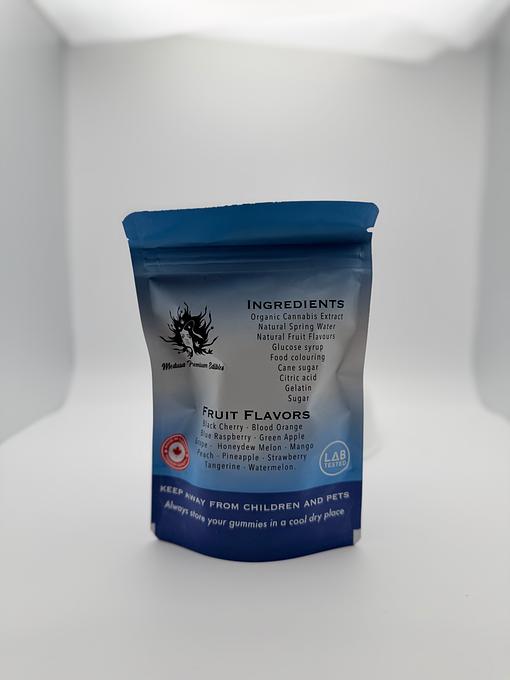 INGREDIENTS
Organic Cannabis Extract
Natural Spring Water
Natural Fruit Flavours
Glucose syrup
Food colouring
Cane sugar
Citric acid
Gelatin
Sugar
Medusa Premium Edibles
FRUIT FLAVORS
Black Cherry - Blood Orange
Blue Raspberry - Green Apple
Grape - Honeydew Melon - Mango
Peach - Pineapple - Strawberry
Tangerine - Watermelon.
LAB
TESTED
KEEP AWAY FROM CHILDREN AND PETS
Always store your gummies in a cool dry place